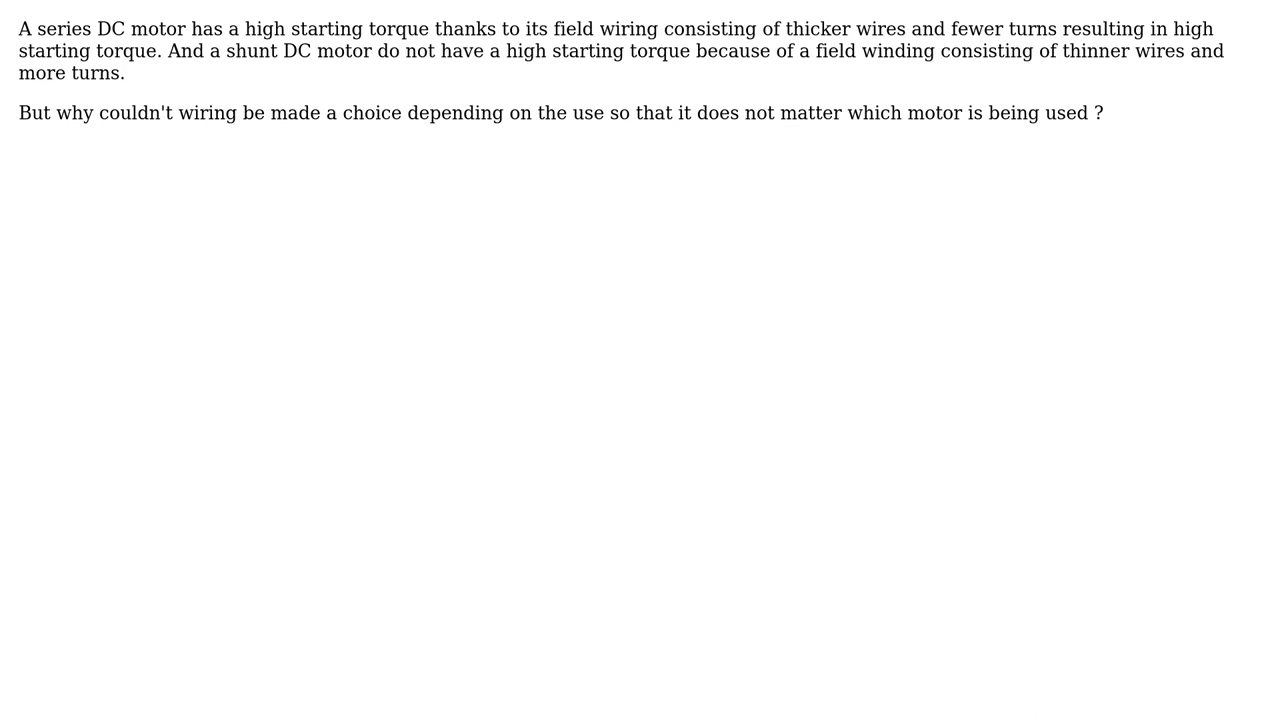 A series DC motor has a high starting torque thanks to its field wiring consisting of thicker wires and fewer turns resulting in high
starting torque. And a shunt DC motor do not have a high starting torque because of a field winding consisting of thinner wires and
more turns.
But why couldn't wiring be made a choice depending on the use so that it does not matter which motor is being used ?